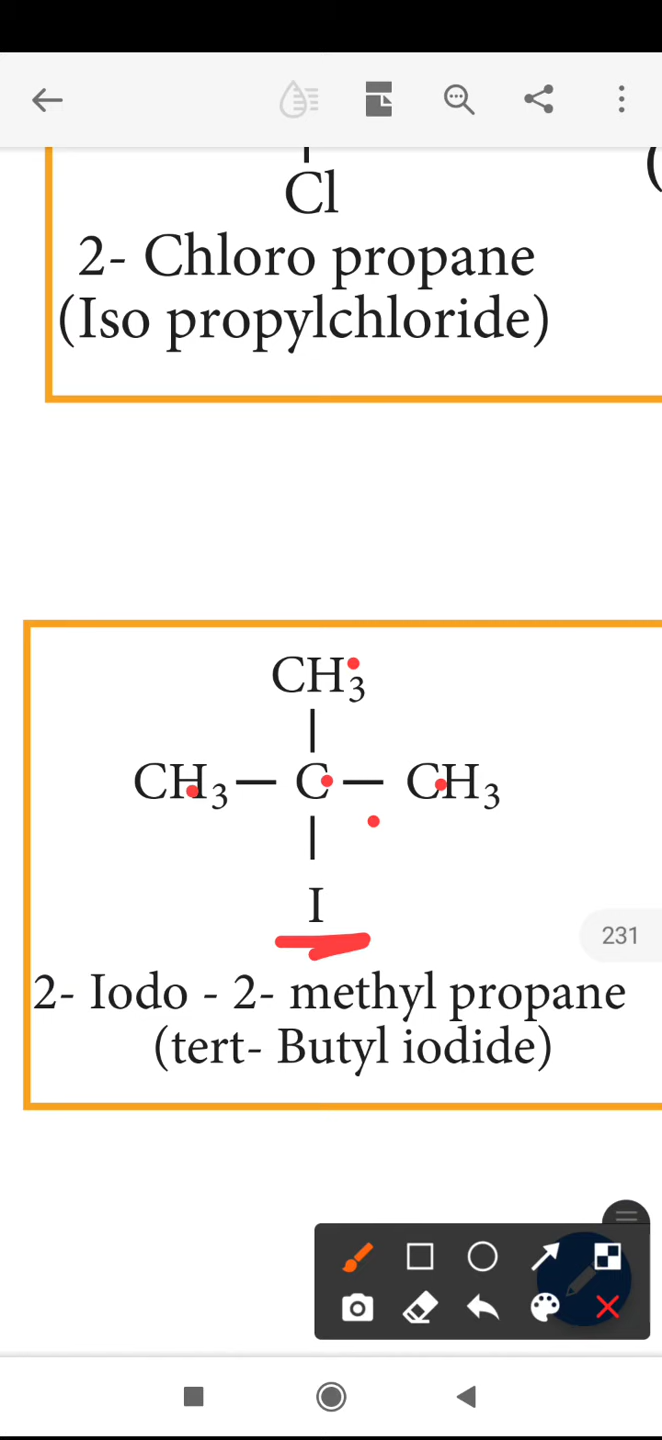 Cl
2- Chloro propane
(Iso propylchloride)
CH3
|
CH3 — C — CH3
|
I
231
2- Iodo - 2- methyl propane
(tert- Butyl iodide)